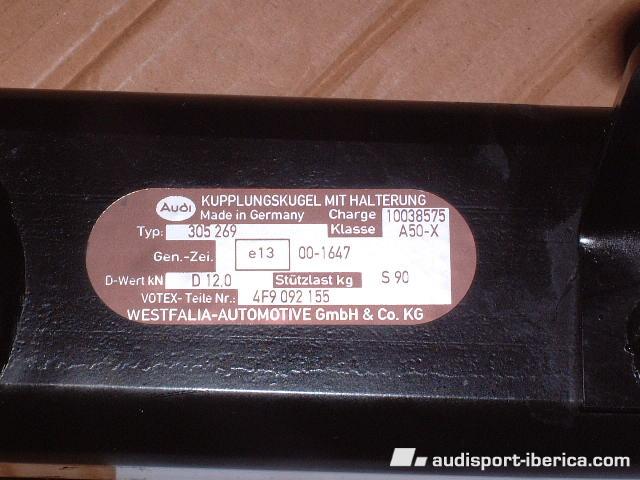 Audi KUPPLUNGSKUGEL MIT HALTERUNG
Made in Germany Charge 10038575
Typ: 305 269 Klasse A50-X
Gen.-Zei. e13 00-1647
D-Wert kN D 12,0 Stützlast kg S 90
VOTEX- Teile Nr.: 4F9 092 155
WESTFALIA-AUTOMOTIVE GmbH & Co. KG
audisport-iberica.com